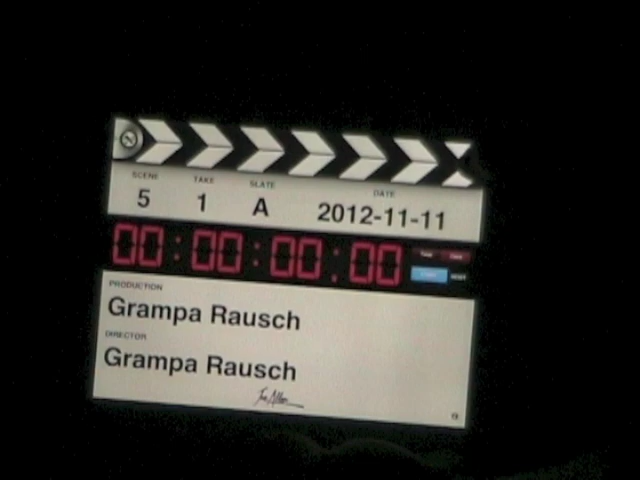 SCENE TAKE SLATE DATE
5 1 A 2012-11-11
00:00:00:00
PRODUCTION
Grampa Rausch
DIRECTOR
Grampa Rausch